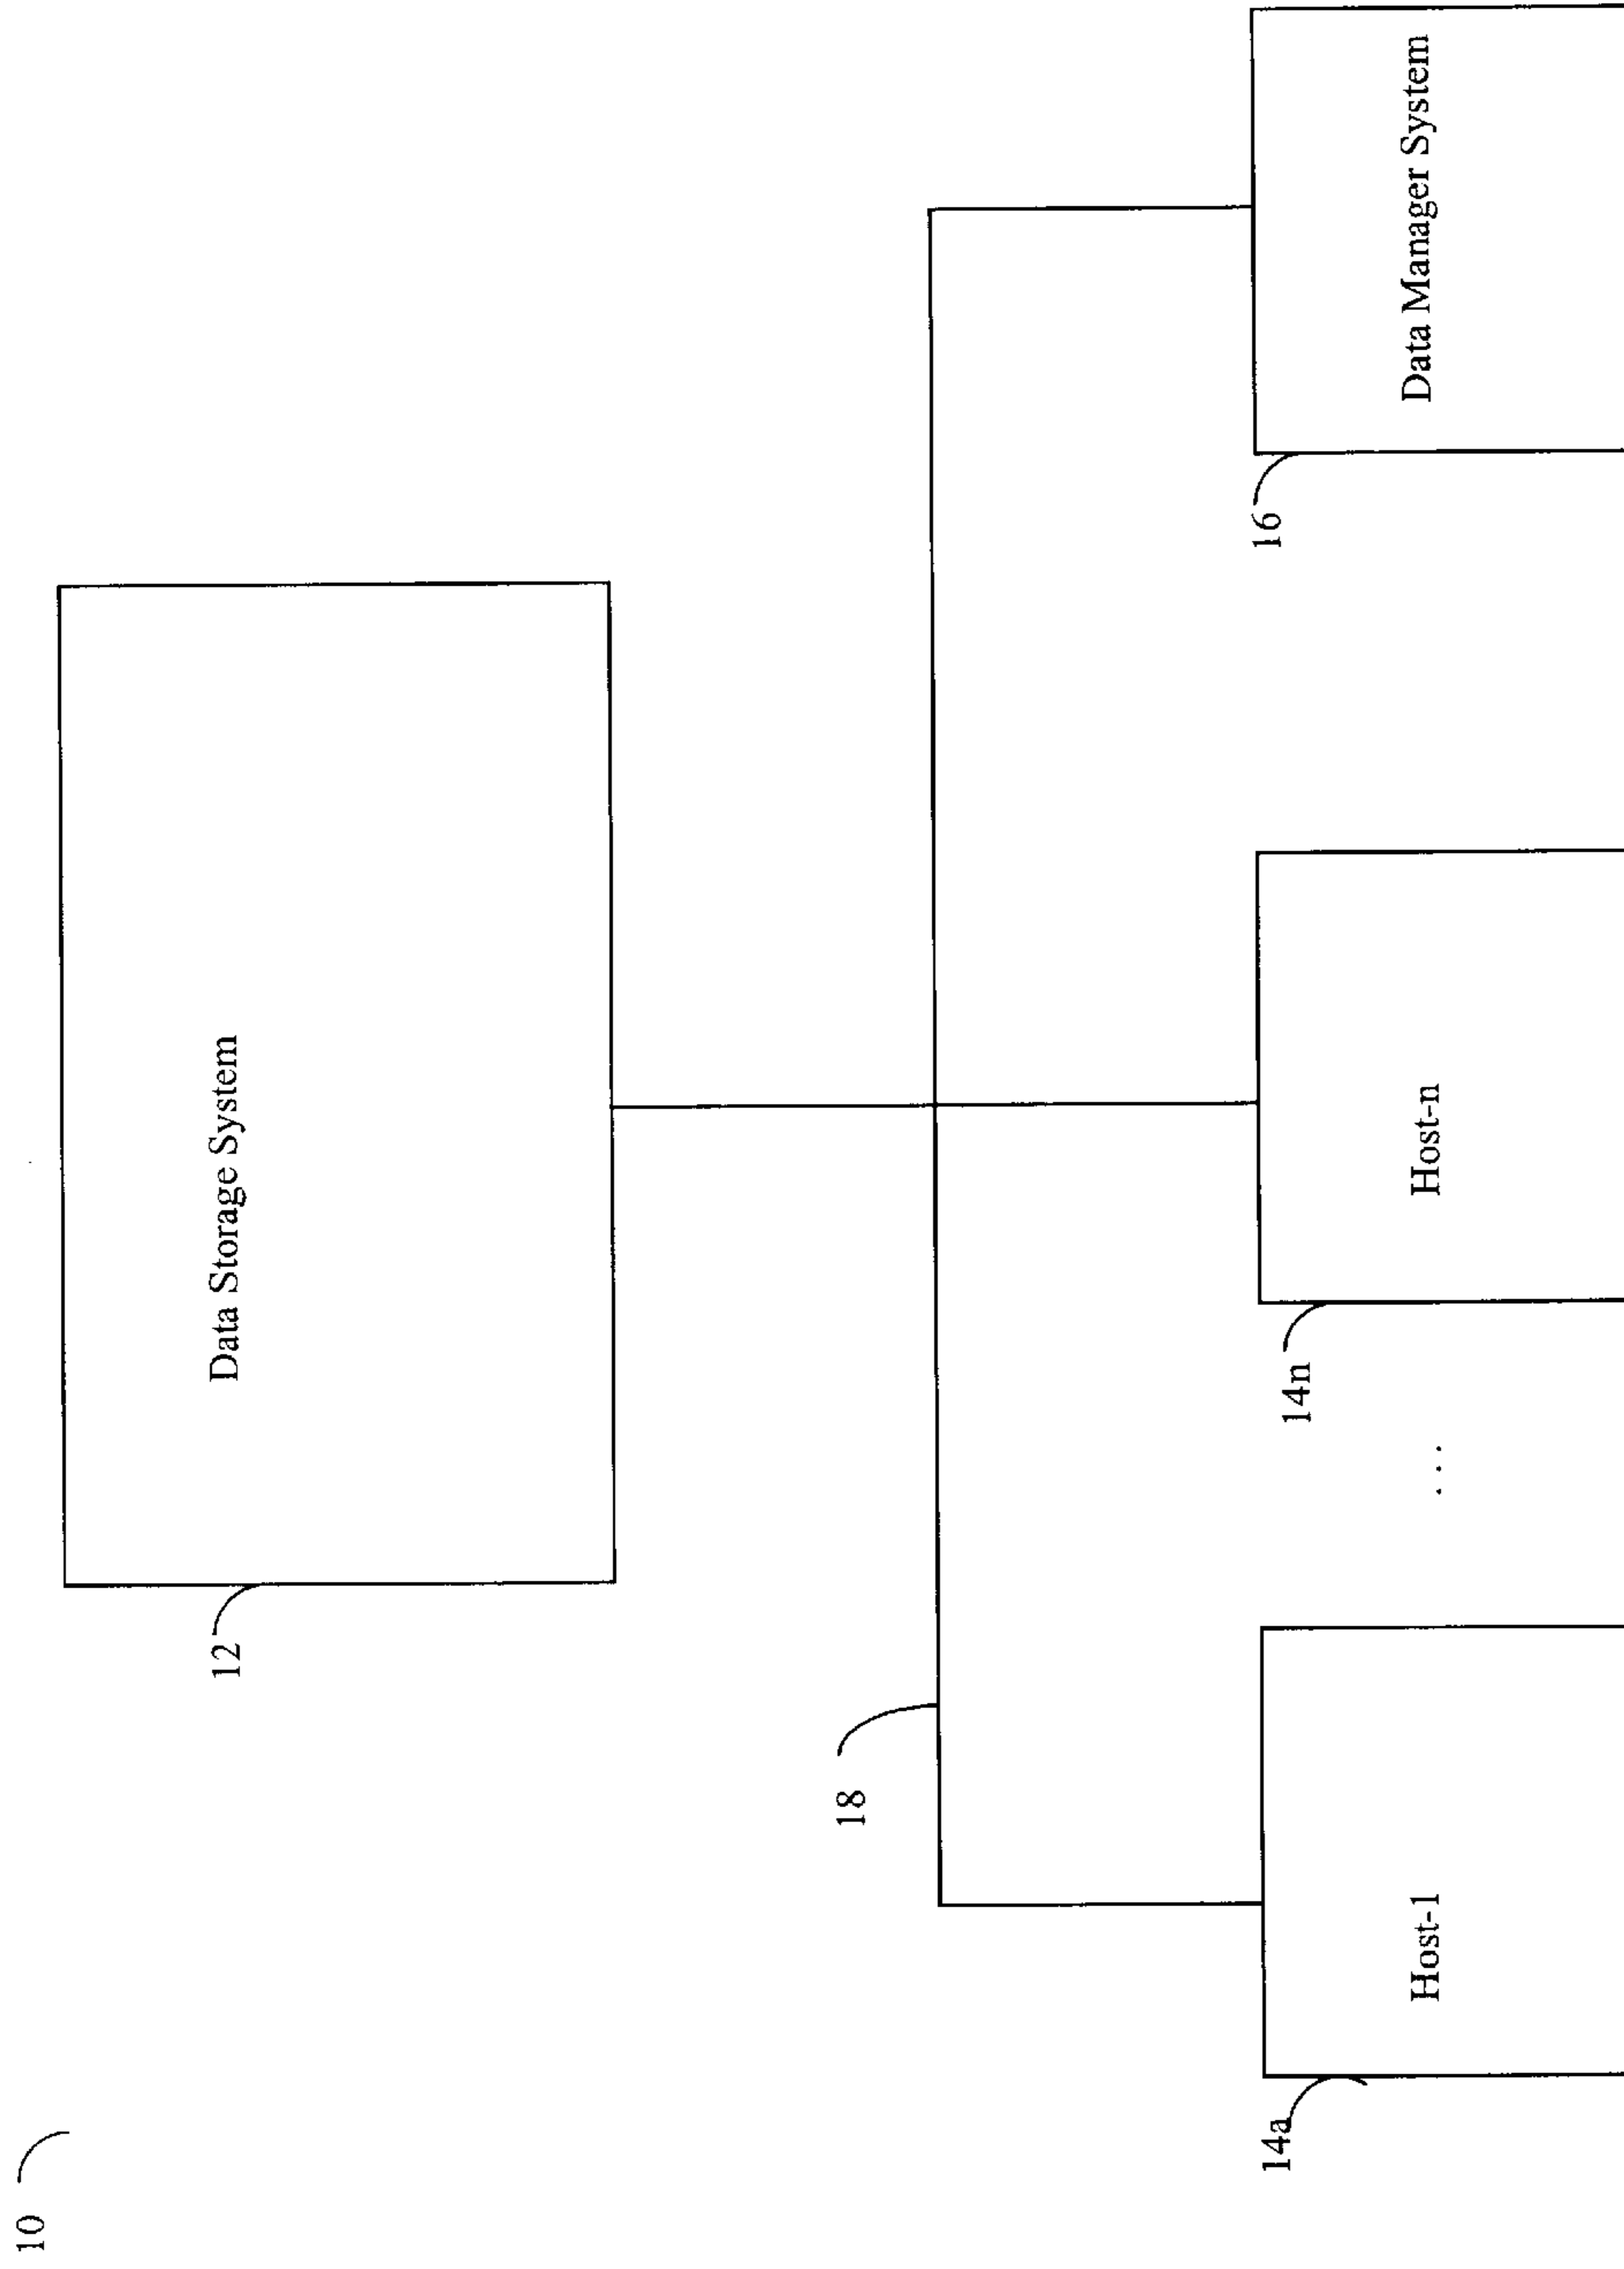 10
12
Data Storage System
18
14a
Host-1
. . .
14n
Host-n
16
Data Manager System